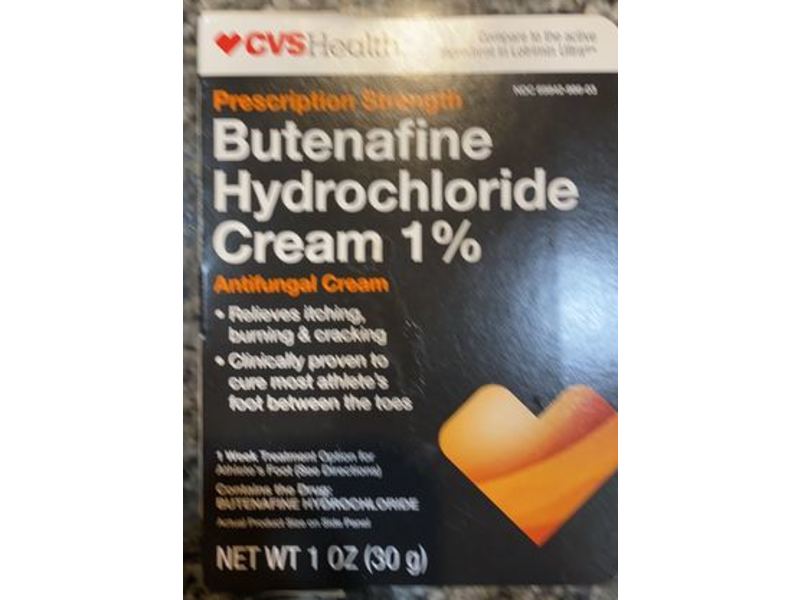 CVSHealth
Compare to the active
ingredient in Lotrimin Ultra
Prescription Strength
Butenafine
Hydrochloride
Cream 1%
Antifungal Cream
• Relieves itching,
burning & cracking
• Clinically proven to
cure most athlete's
foot between the toes
1 Week Treatment Option for
Athlete's Foot (See Directions)
Contains the Drug:
BUTENAFINE HYDROCHLORIDE
Actual Product Size on Side Panel
NET WT 1 OZ (30 g)